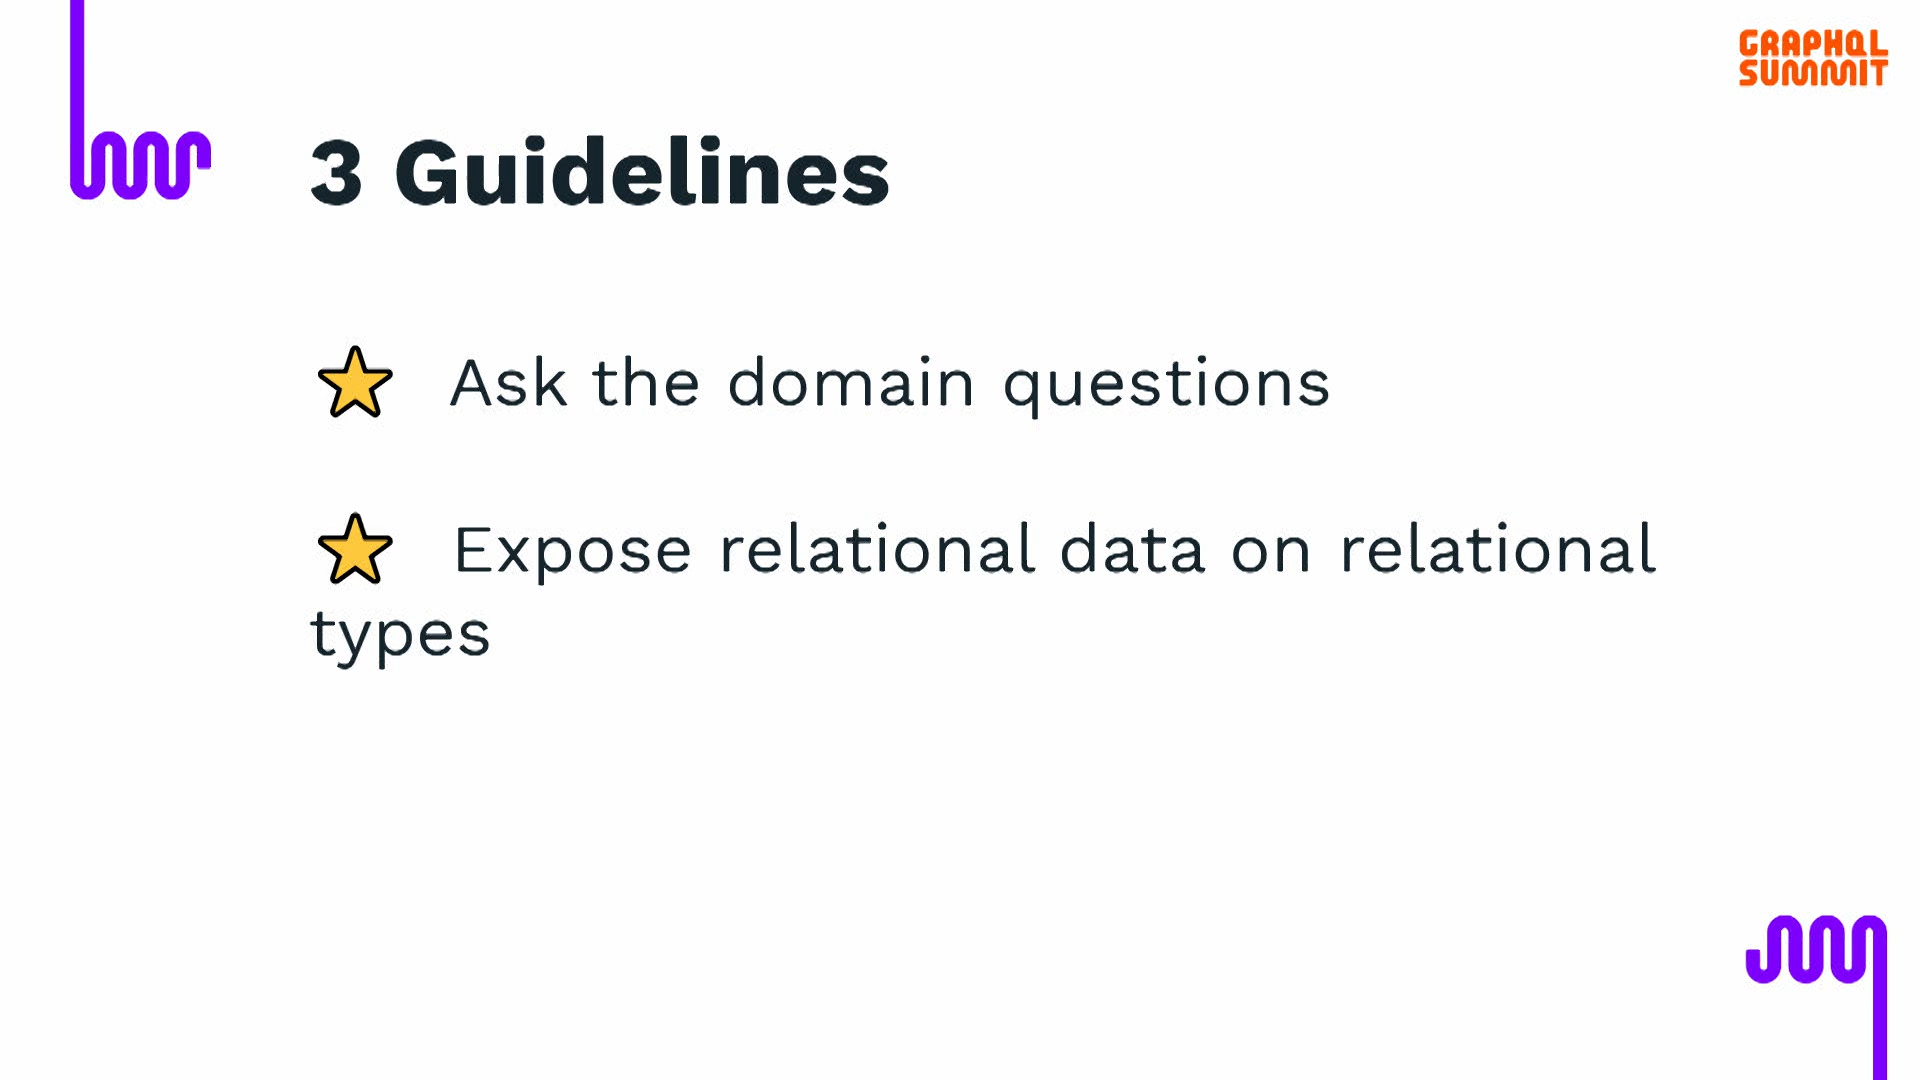 GRAPHQL
SUMMIT
3 Guidelines
Ask the domain questions
Expose relational data on relational
types